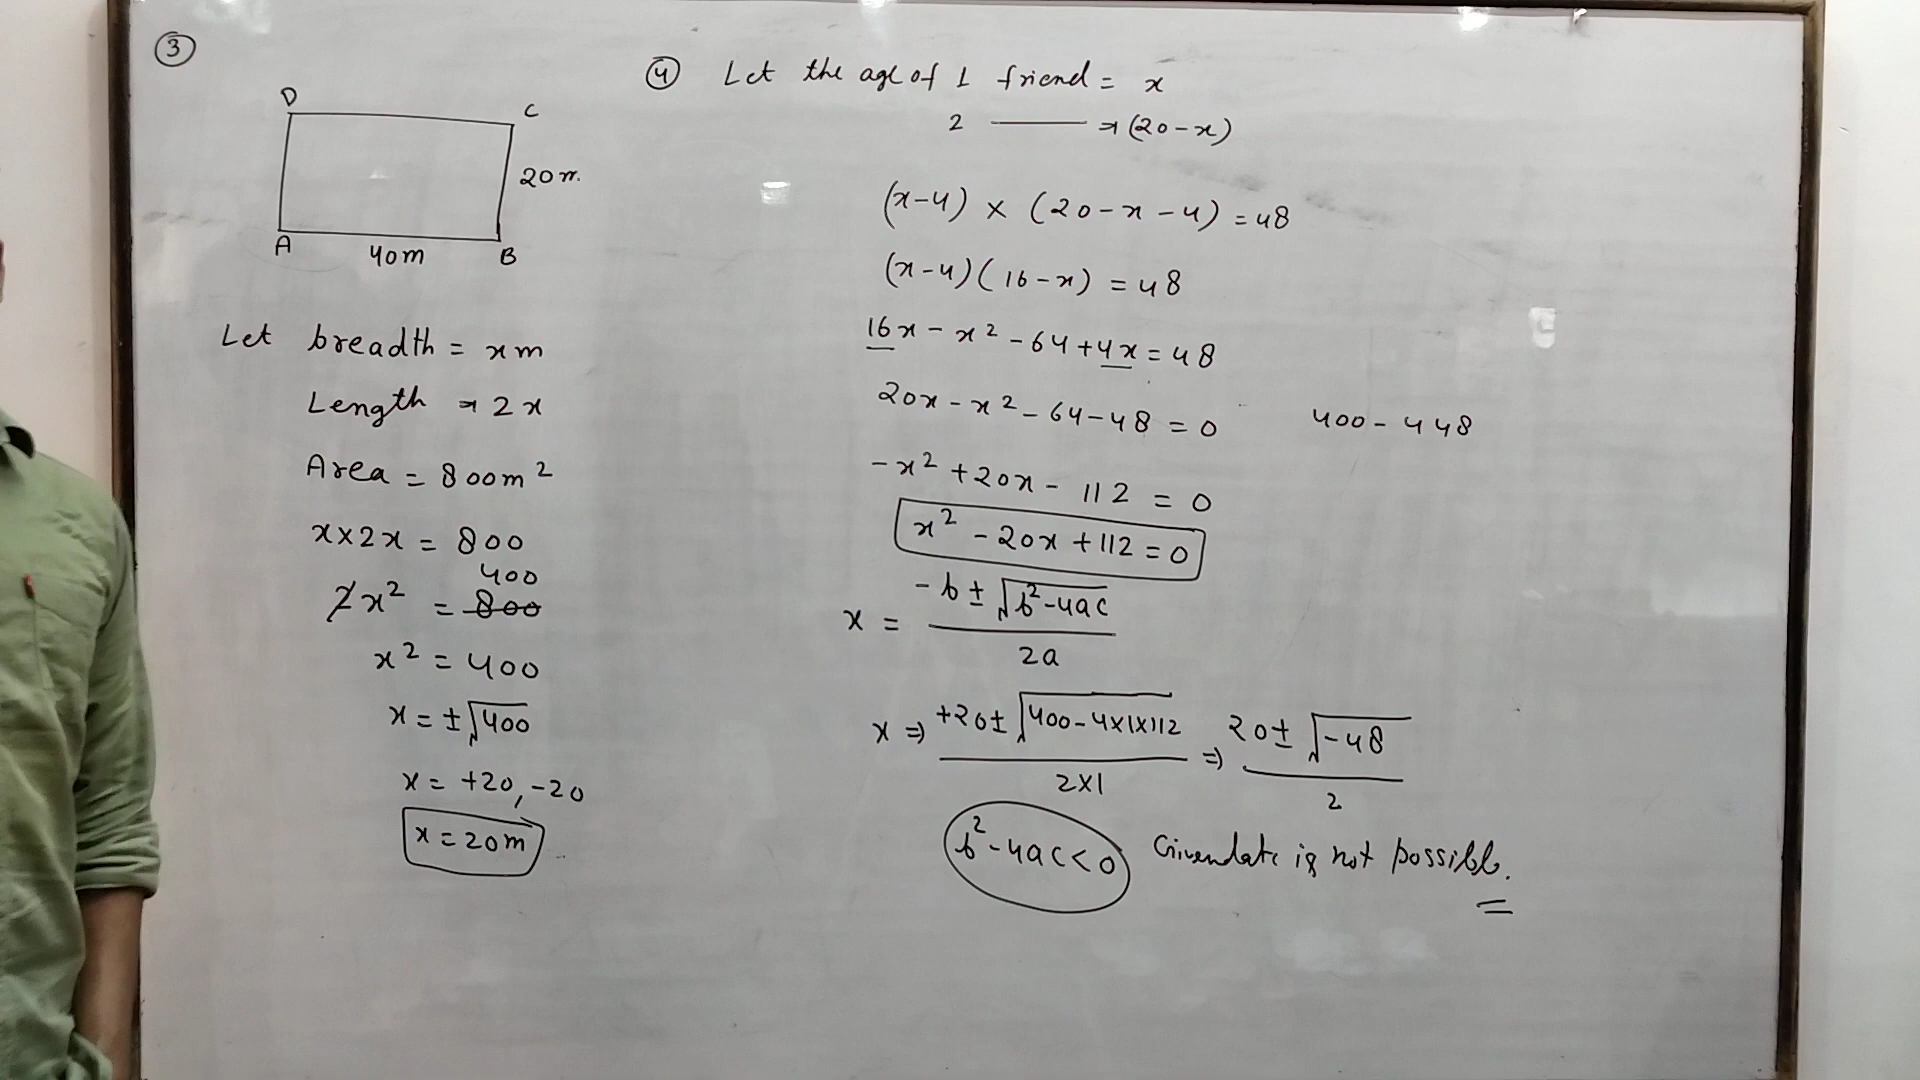 ③
D
C
20m.
A
40m
B
Let breadth = xm
Length = 2x
Area = 800m²
x×2x = 800
400
2x² = 800
x² = 400
x = ±√400
x = +20, -20
x = 20m
④ Let the age of 1 friend = x
2 —— = (20-x)
(x-4) × (20-x-4) = 48
(x-4)(16-x) = 48
16x - x² - 64 + 4x = 48
20x - x² - 64 - 48 = 0
400 - 448
-x² + 20x - 112 = 0
x² - 20x + 112 = 0
x = (-b ± √(b²-4ac))/2a
x ⇒ (+20 ± √(400-4×1×112))/(2×1) ⇒ (20 ± √-48)/2
b²-4ac<0 Givendate is not possible.